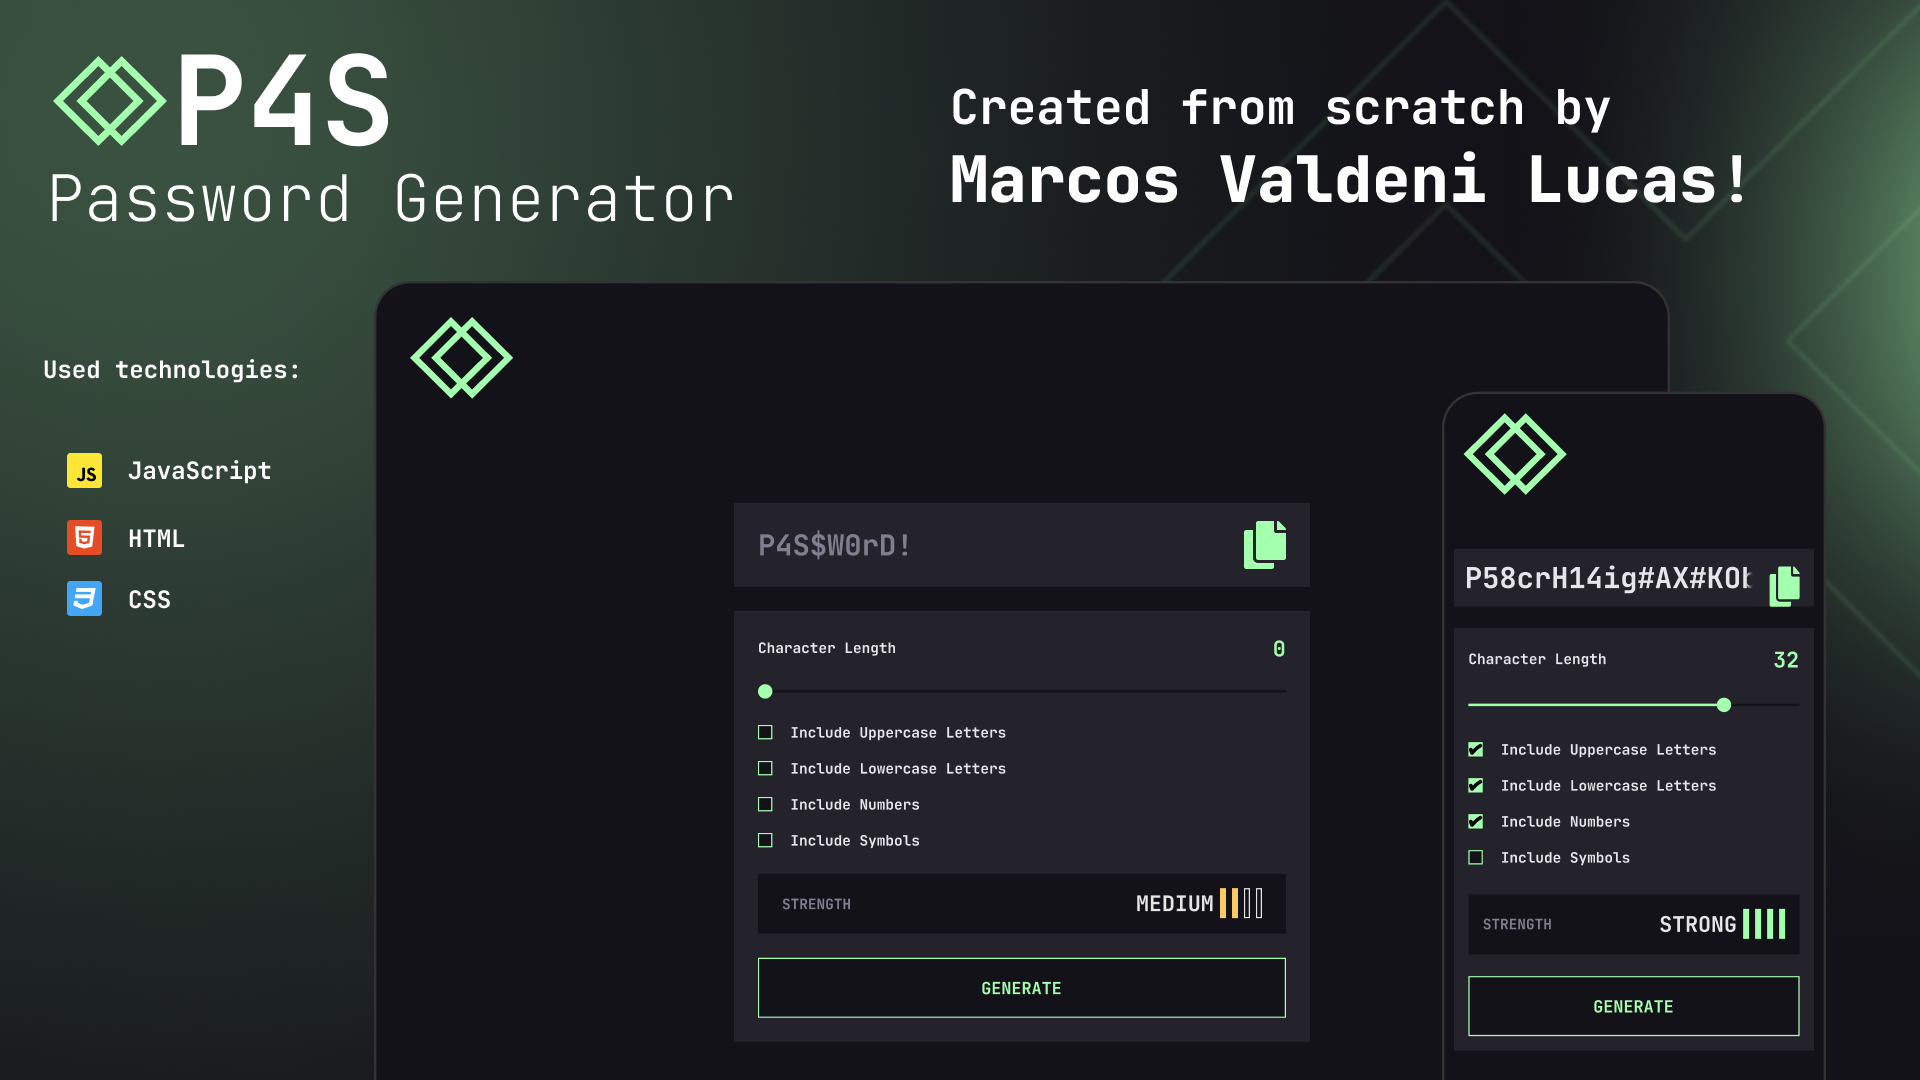 P4S
Password Generator
Created from scratch by
Marcos Valdeni Lucas!
Used technologies:
JS JavaScript
HTML
CSS
P4S$W0rD!
Character Length 0
Include Uppercase Letters
Include Lowercase Letters
Include Numbers
Include Symbols
STRENGTH MEDIUM
GENERATE
P58crH14ig#AX#KO
Character Length 32
Include Uppercase Letters
Include Lowercase Letters
Include Numbers
Include Symbols
STRENGTH STRONG
GENERATE